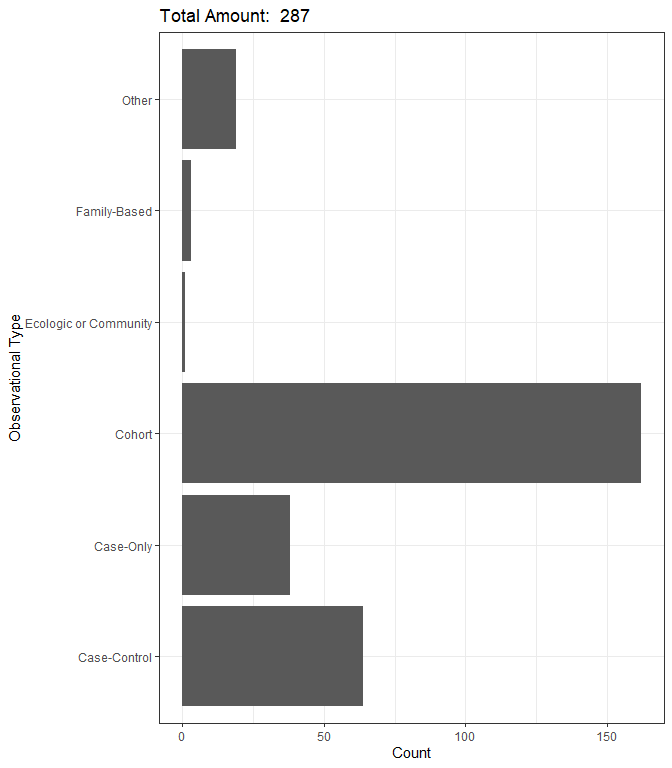 Total Amount:  287
Observational Type
Other
Family-Based
Ecologic or Community
Cohort
Case-Only
Case-Control
0 50 100 150
Count